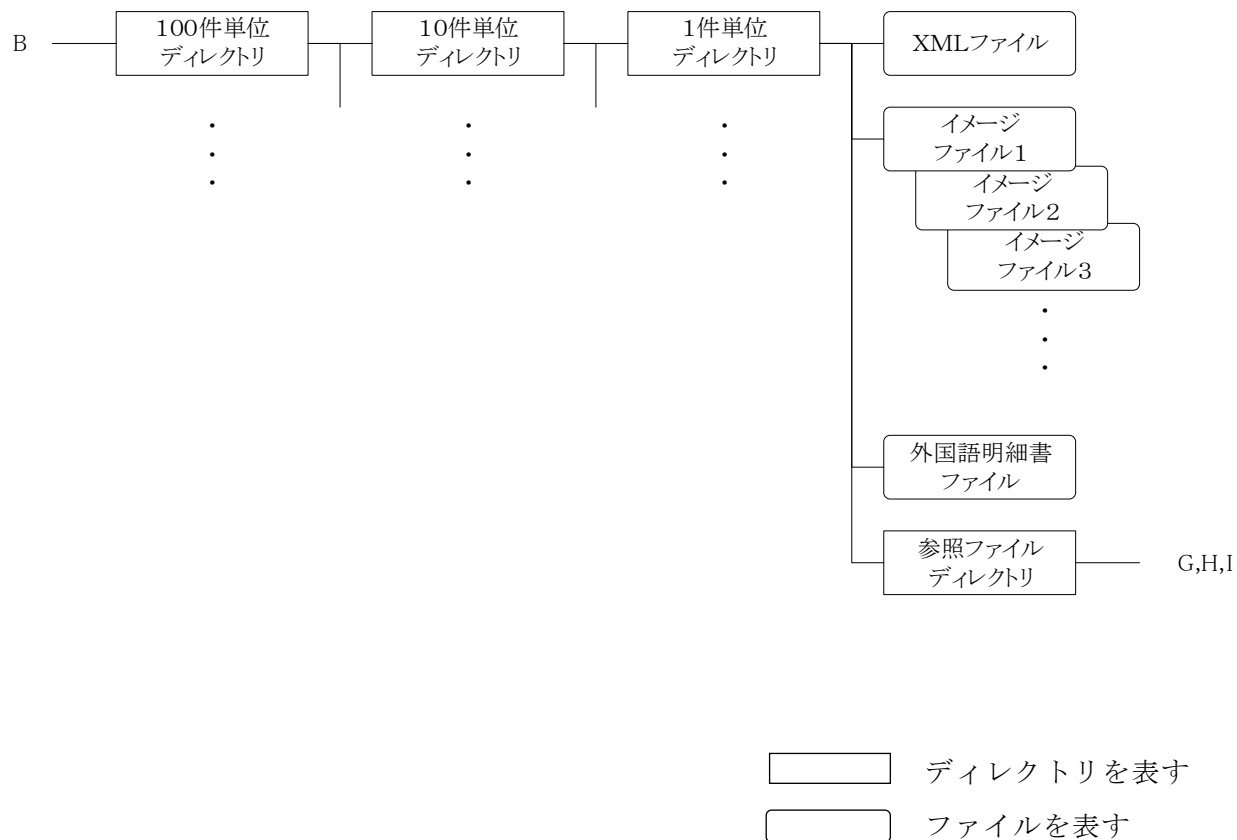 B
100件単位
ディレクトリ
10件単位
ディレクトリ
1件単位
ディレクトリ
XMLファイル
イメージ
ファイル1
イメージ
ファイル2
イメージ
ファイル3
外国語明細書
ファイル
参照ファイル
ディレクトリ
G,H,I
ディレクトリを表す
ファイルを表す